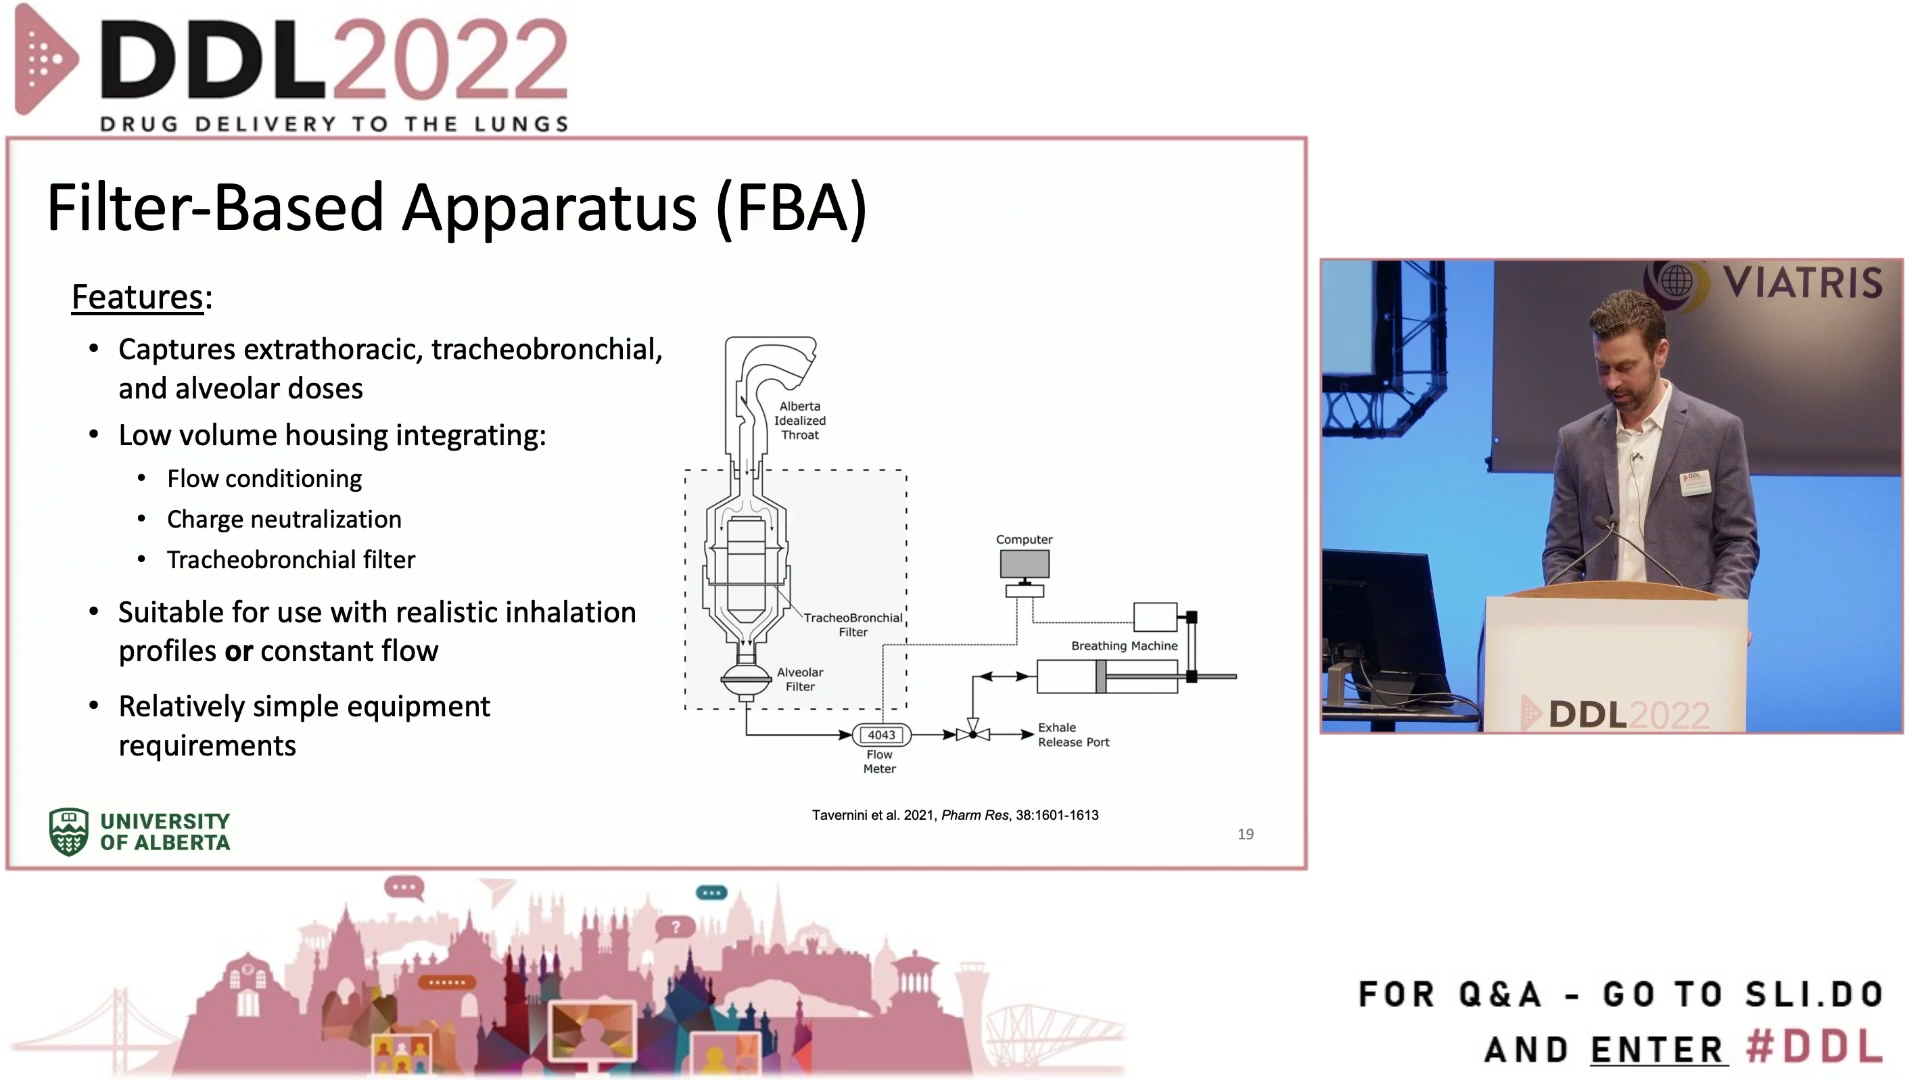 DDL2022
DRUG DELIVERY TO THE LUNGS
Filter-Based Apparatus (FBA)
Features:
• Captures extrathoracic, tracheobronchial,
and alveolar doses
• Low volume housing integrating:
• Flow conditioning
• Charge neutralization
• Tracheobronchial filter
• Suitable for use with realistic inhalation
profiles or constant flow
• Relatively simple equipment
requirements
Alberta
Idealized
Throat
TracheoBronchial
Filter
Alveolar
Filter
Computer
Breathing Machine
4043
Flow
Meter
Exhale
Release Port
Tavernini et al. 2021, Pharm Res, 38:1601-1613
19
UNIVERSITY
OF ALBERTA
VIATRIS
DDL
DDL2022
?
FOR Q&A - GO TO SLI.DO
AND ENTER #DDL